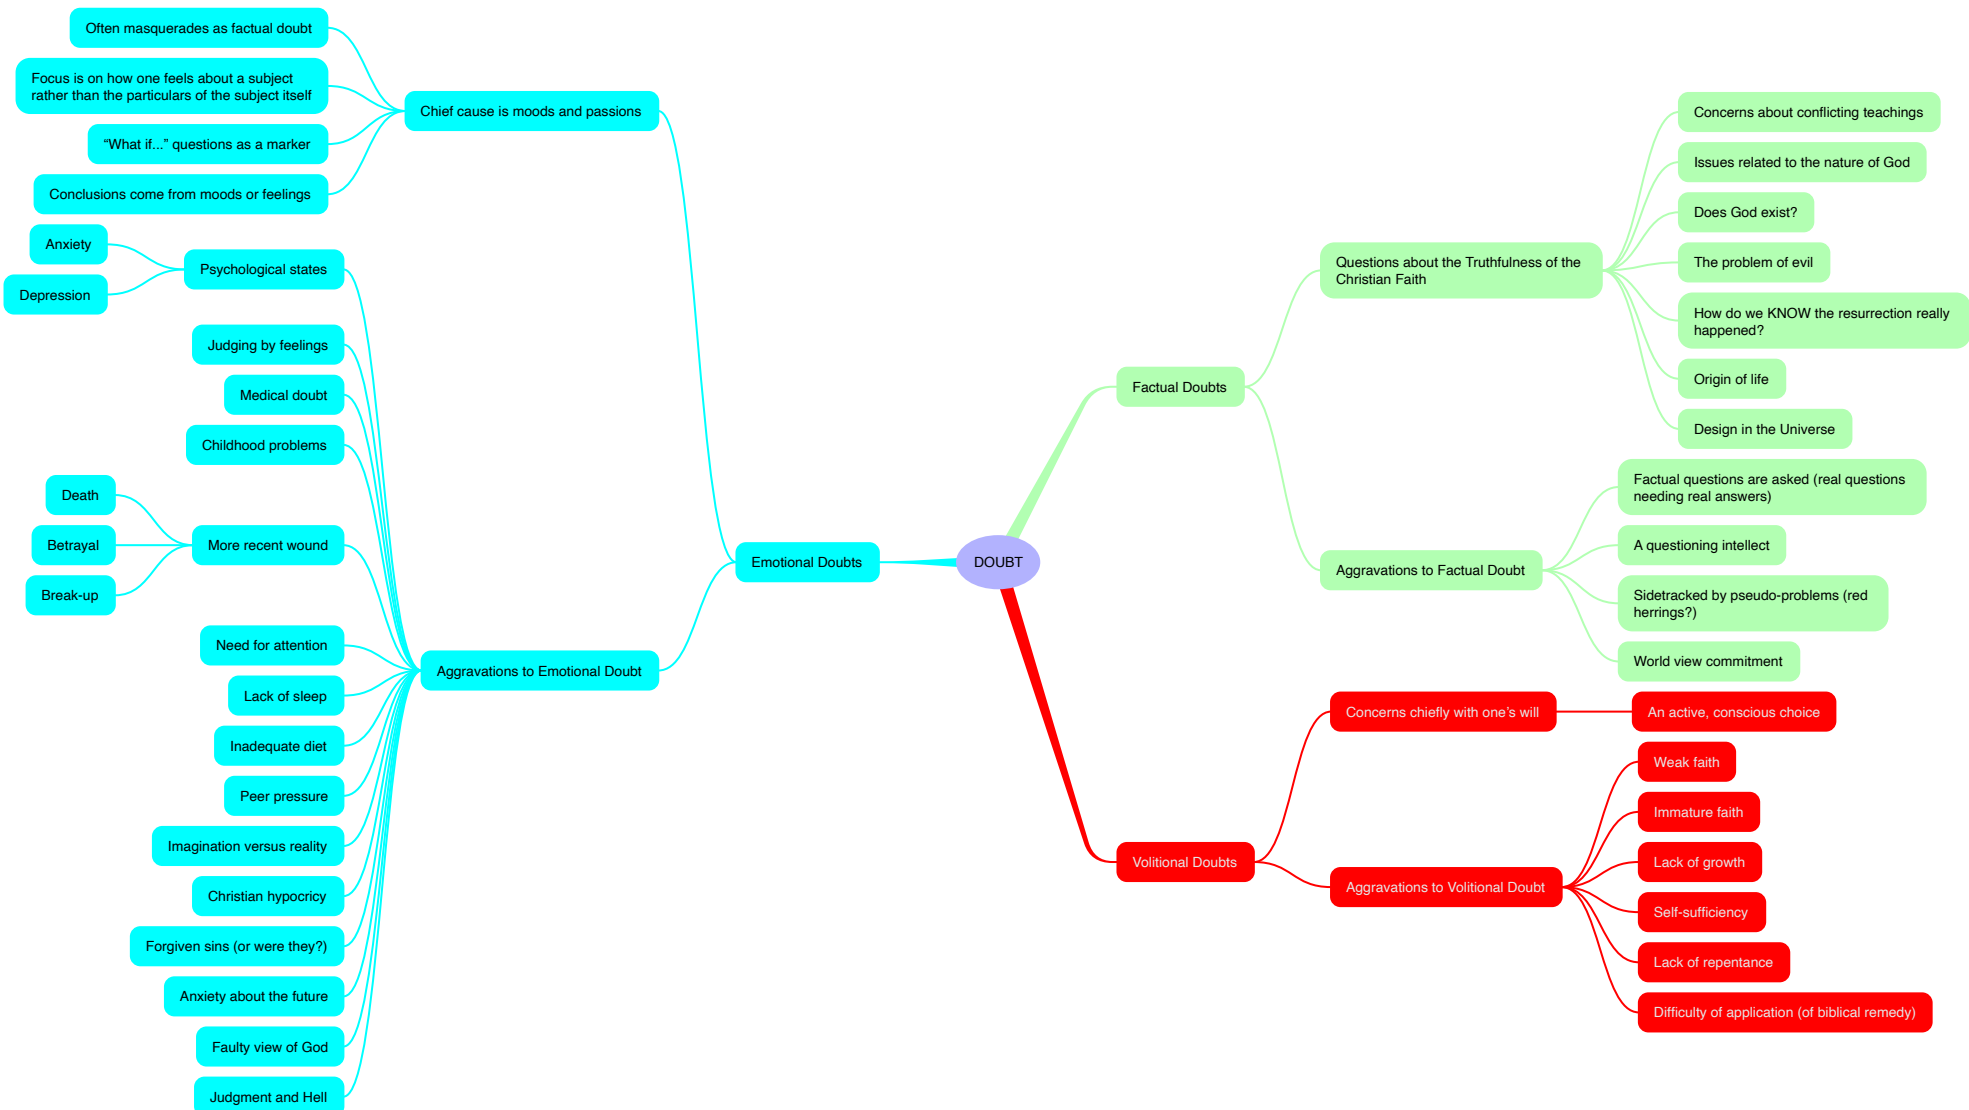 Often masquerades as factual doubt
Focus is on how one feels about a subject
rather than the particulars of the subject itself
“What if...” questions as a marker
Conclusions come from moods or feelings
Chief cause is moods and passions
Anxiety
Depression
Psychological states
Judging by feelings
Medical doubt
Childhood problems
Death
Betrayal
Break-up
More recent wound
Need for attention
Lack of sleep
Inadequate diet
Peer pressure
Imagination versus reality
Christian hypocricy
Forgiven sins (or were they?)
Anxiety about the future
Faulty view of God
Judgment and Hell
Aggravations to Emotional Doubt
Emotional Doubts
DOUBT
Factual Doubts
Questions about the Truthfulness of the
Christian Faith
Concerns about conflicting teachings
Issues related to the nature of God
Does God exist?
The problem of evil
How do we KNOW the resurrection really
happened?
Origin of life
Design in the Universe
Aggravations to Factual Doubt
Factual questions are asked (real questions
needing real answers)
A questioning intellect
Sidetracked by pseudo-problems (red
herrings?)
World view commitment
Volitional Doubts
Concerns chiefly with one’s will
An active, conscious choice
Aggravations to Volitional Doubt
Weak faith
Immature faith
Lack of growth
Self-sufficiency
Lack of repentance
Difficulty of application (of biblical remedy)